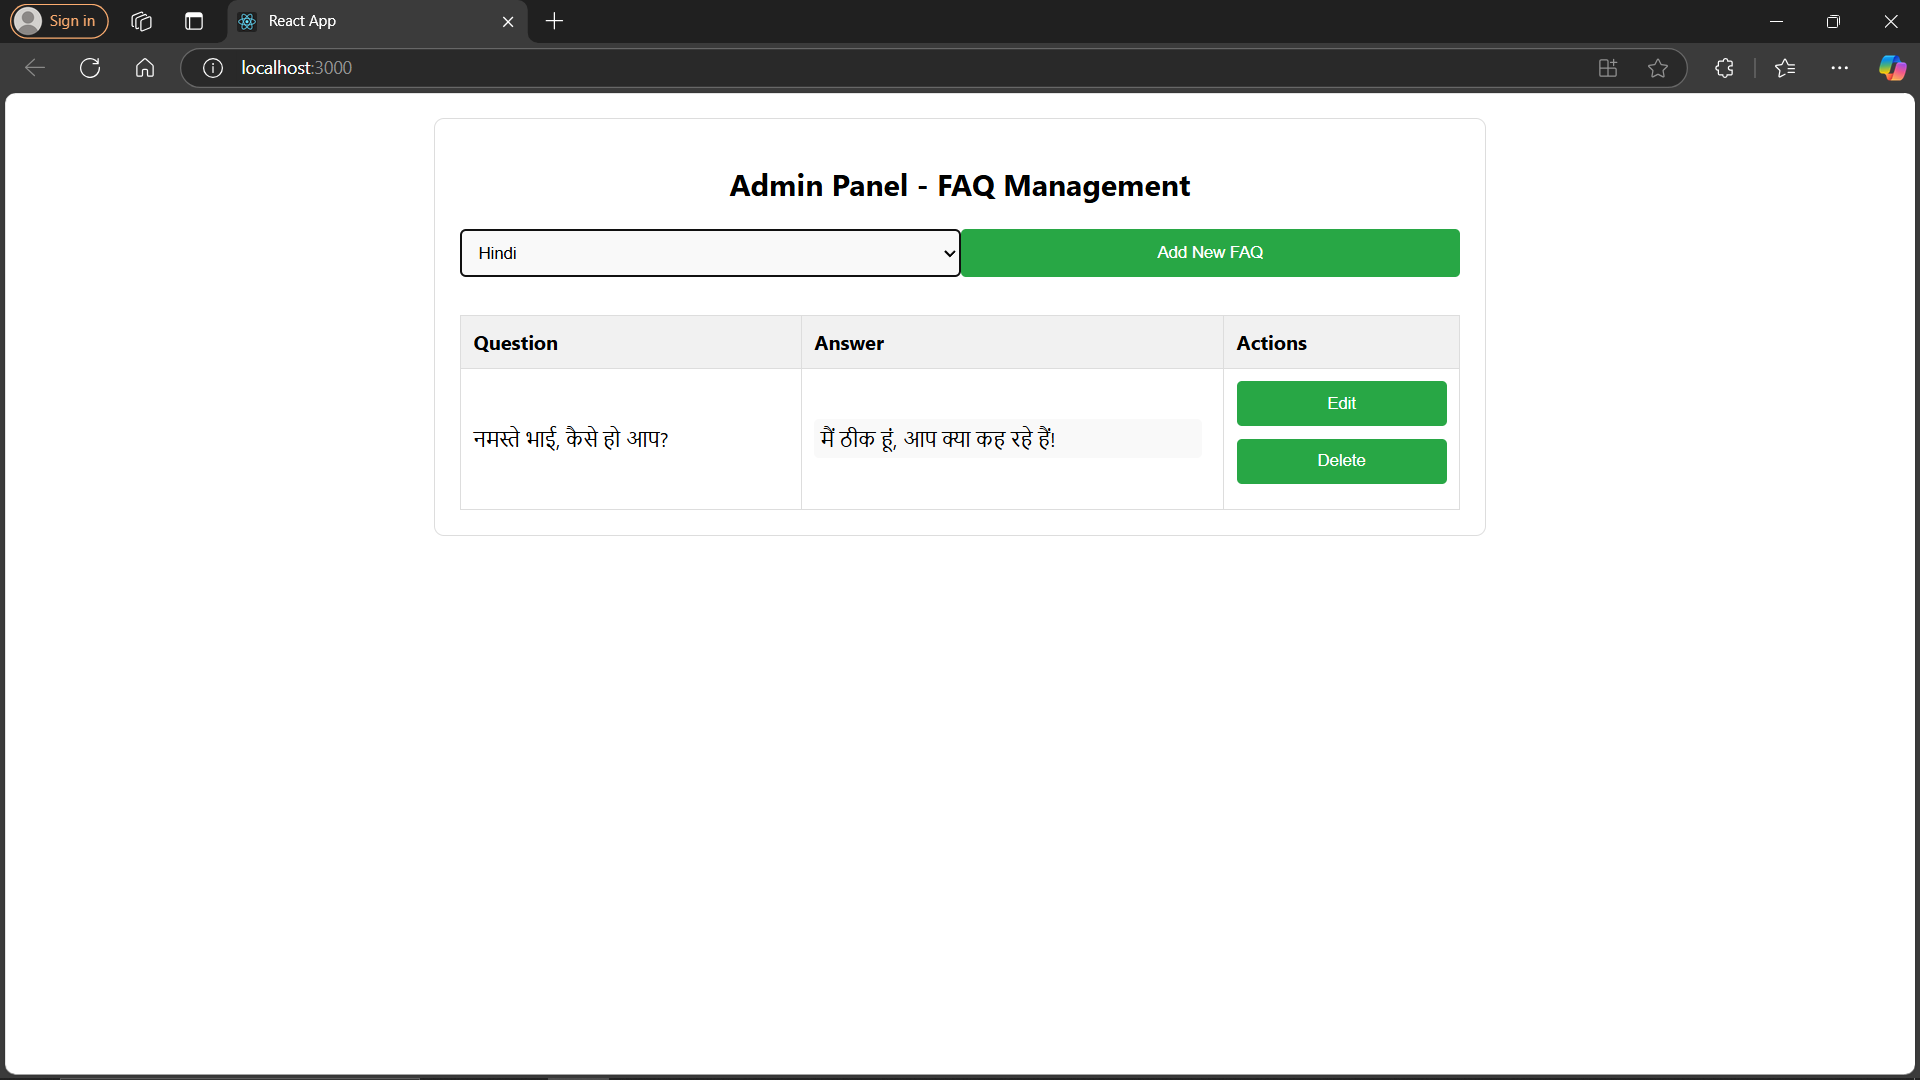 Sign in
React App
localhost:3000
Admin Panel - FAQ Management
Hindi
Add New FAQ
Question Answer Actions
नमस्ते भाई, कैसे हो आप? मैं ठीक हूं, आप क्या कह रहे हैं!
Edit
Delete